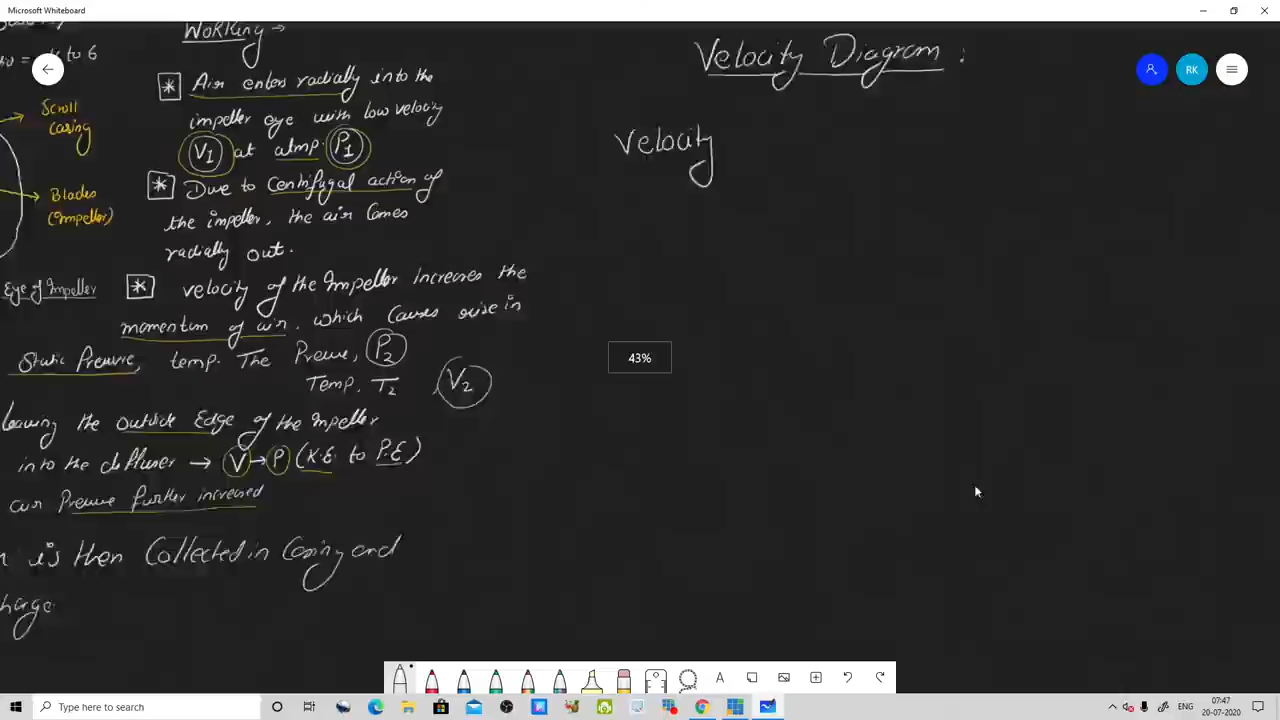 Microsoft Whiteboard
to 6
Working →
* Air enters radially into the
impeller eye with low velocity
V1 at atmp. P1
* Due to Centifugal action of
the impeller, the air Comes
radially out.
Scroll
Casing
Blades
(impeller)
Eye of Impeller
* velocity of the Impeller increases the
momentum of air, which Causes rise in
Static Pressure, temp. The Pressure, P2
Temp. T2, V2
leaving the outside Edge of the Impeller
into the diffuser → V→P (K.E to P.E)
air Pressure further increased
is then Collected in Casing and
Velocity Diagram :
Velocity
RK
43%
A
Type here to search
ENG
07:47
20-07-2020